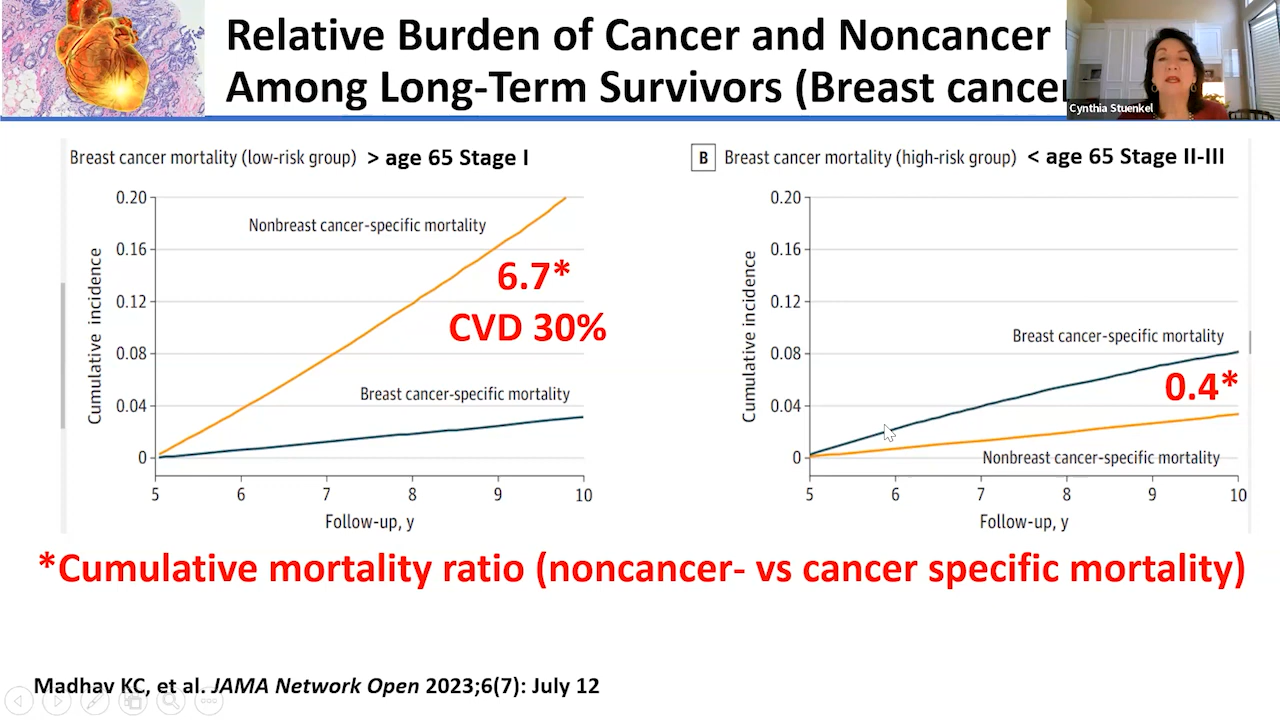 Relative Burden of Cancer and Noncancer
Among Long-Term Survivors (Breast cancer
Cynthia Stuenkel
Breast cancer mortality (low-risk group) > age 65 Stage I
0.20
0.16
0.12
0.08
0.04
0
Cumulative incidence
Nonbreast cancer-specific mortality
6.7*
CVD 30%
Breast cancer-specific mortality
5 6 7 8 9 10
Follow-up, y
B Breast cancer mortality (high-risk group) < age 65 Stage II-III
0.20
0.16
0.12
0.08
0.04
0
Cumulative incidence
Breast cancer-specific mortality
0.4*
Nonbreast cancer-specific mortality
5 6 7 8 9 10
Follow-up, y
*Cumulative mortality ratio (noncancer- vs cancer specific mortality)
Madhav KC, et al. JAMA Network Open 2023;6(7): July 12